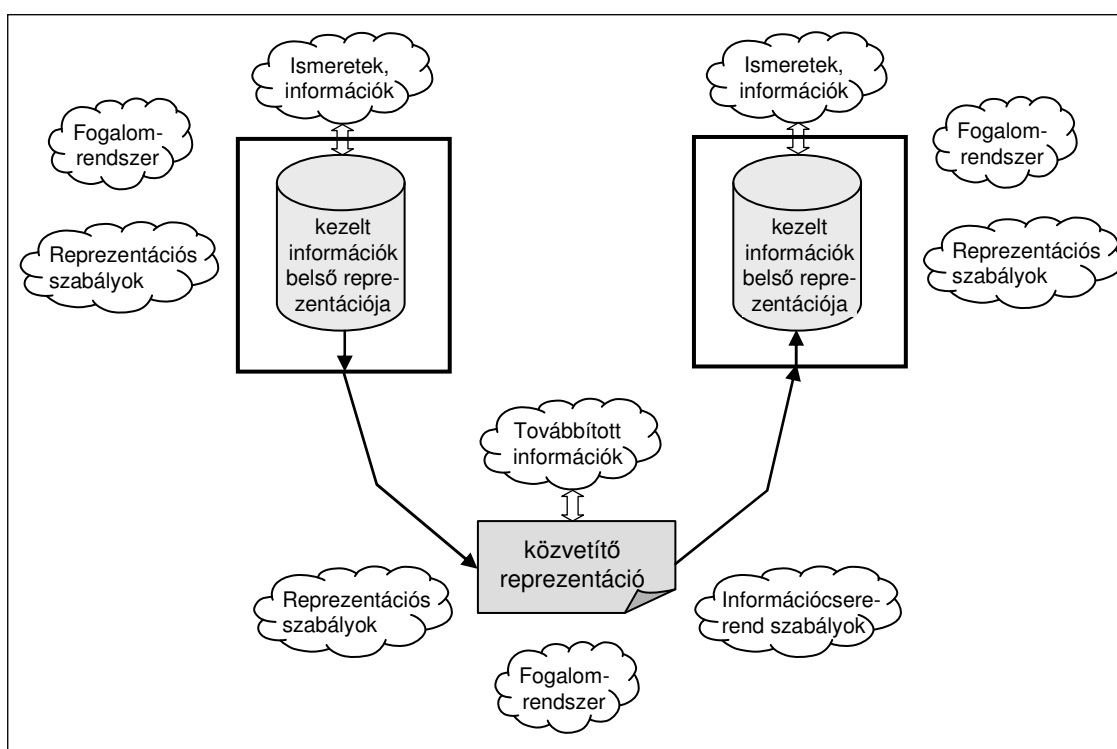 Ismeretek,
információk
Fogalom-
rendszer
Reprezentációs
szabályok
kezelt
információk
belső repre-
zentációja
Ismeretek,
információk
Fogalom-
rendszer
Reprezentációs
szabályok
kezelt
információk
belső repre-
zentációja
Továbbított
információk
közvetítő
reprezentáció
Reprezentációs
szabályok
Információcsere-
rend szabályok
Fogalom-
rendszer